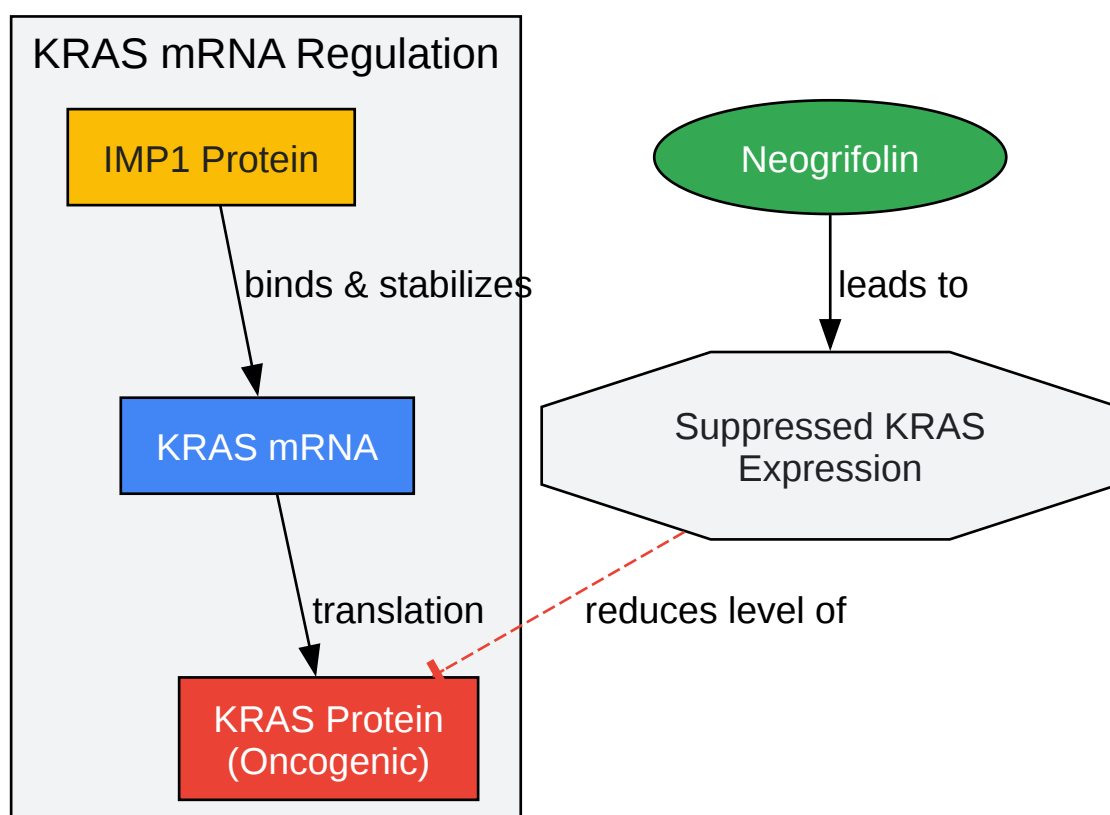 KRAS mRNA Regulation
IMP1 Protein
Neogrifolin
binds & stabilizes
leads to
KRAS mRNA
Suppressed KRAS
Expression
translation
reduces level of
KRAS Protein
(Oncogenic)